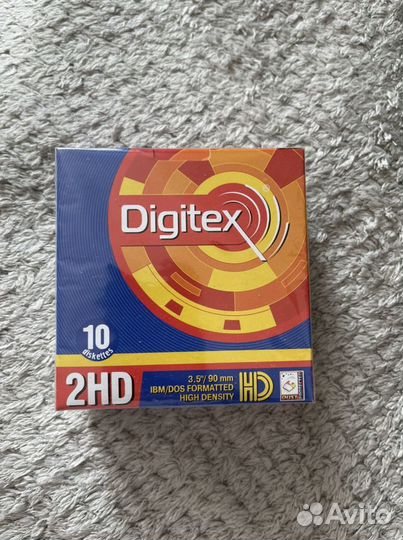 Digitex®
10
diskettes
2HD
3.5"/ 90 mm
IBM/DOS FORMATTED
HIGH DENSITY
HD
Avito